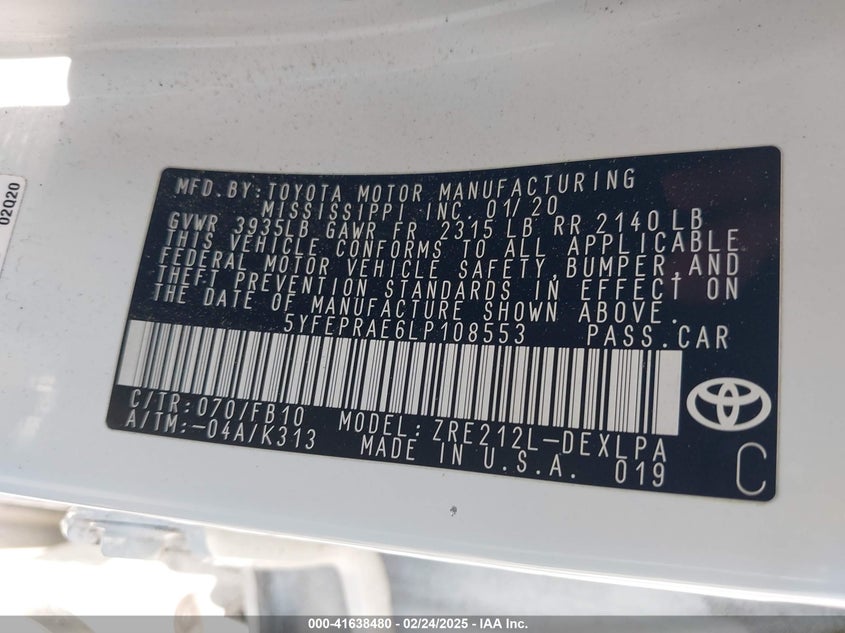 02020
MFD.BY:TOYOTA MOTOR MANUFACTURING
MISSISSIPPI INC. 01/20
GVWR 3935LB GAWR FR 2315 LB RR 2140 LB
THIS VEHICLE CONFORMS TO ALL APPLICABLE
FEDERAL MOTOR VEHICLE SAFETY,BUMPER,AND
THEFT PREVENTION STANDARDS IN EFFECT ON
THE DATE OF MANUFACTURE SHOWN ABOVE.
5YFEPRAE6LP108553 PASS.CAR
C/TR:070/FB10 MODEL:ZRE212L-DEXLPA
A/TM:-04A/K313 MADE IN U.S.A. 019
C
000-41638480 - 02/24/2025 - IAA Inc.